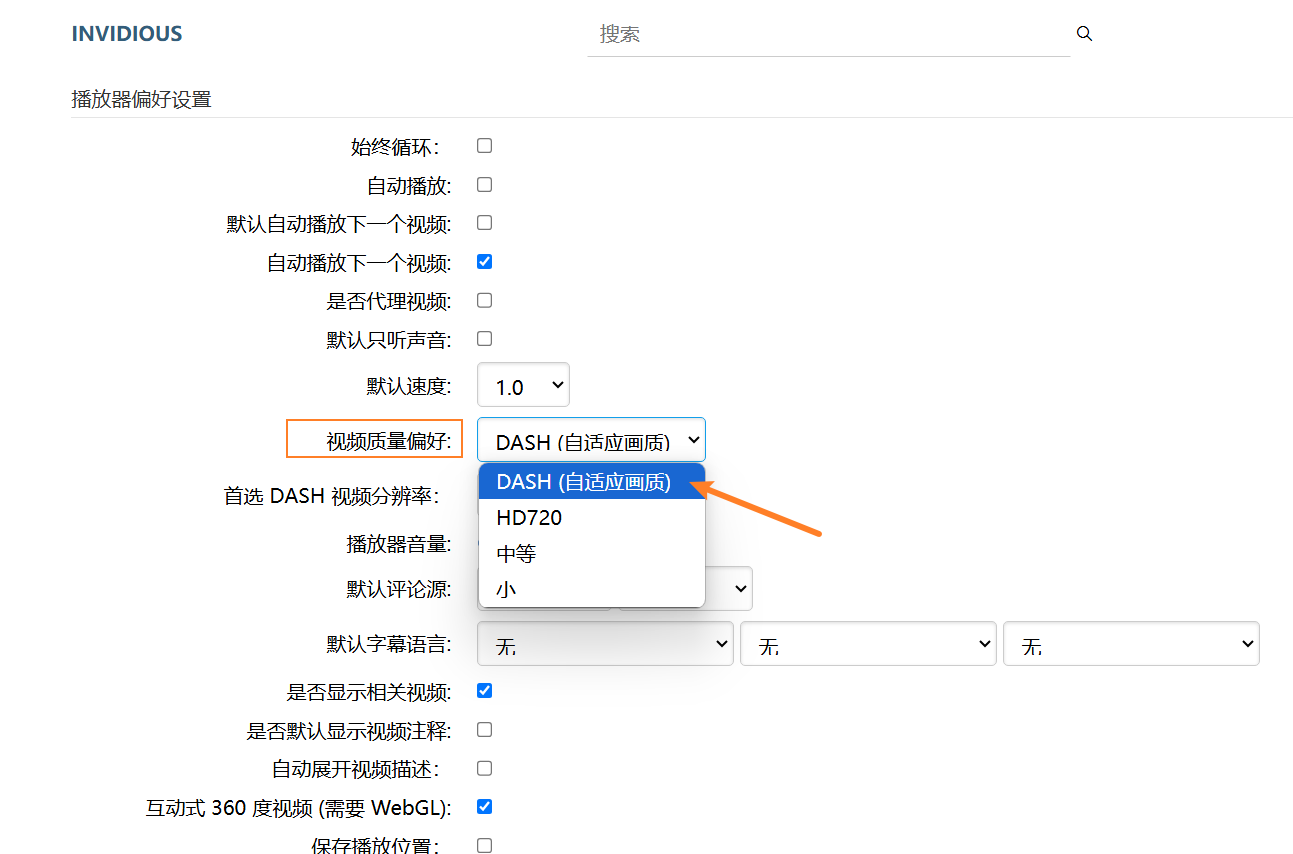 INVIDIOUS
搜索
播放器偏好设置
始终循环：
自动播放:
默认自动播放下一个视频:
自动播放下一个视频:
是否代理视频:
默认只听声音:
默认速度: 1.0
视频质量偏好: DASH (自适应画质)
DASH (自适应画质)
首选 DASH 视频分辨率：
HD720
播放器音量:
中等
默认评论源:
小
默认字幕语言: 无 无 无
是否显示相关视频:
是否默认显示视频注释:
自动展开视频描述：
互动式 360 度视频 (需要 WebGL):
保存播放位置：